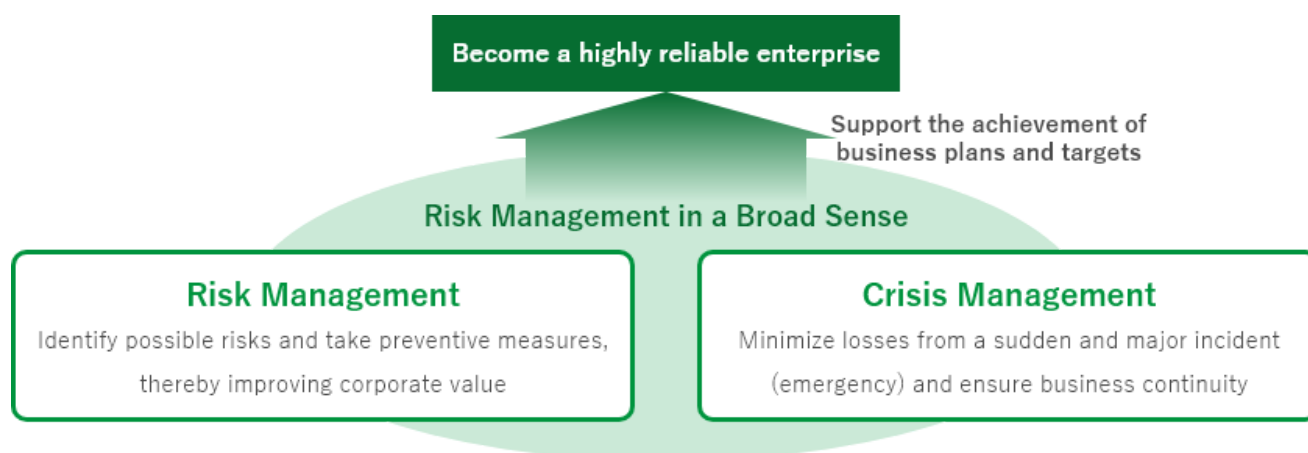 Become a highly reliable enterprise
Support the achievement of
business plans and targets
Risk Management in a Broad Sense
Risk Management
Identify possible risks and take preventive measures,
thereby improving corporate value
Crisis Management
Minimize losses from a sudden and major incident
(emergency) and ensure business continuity